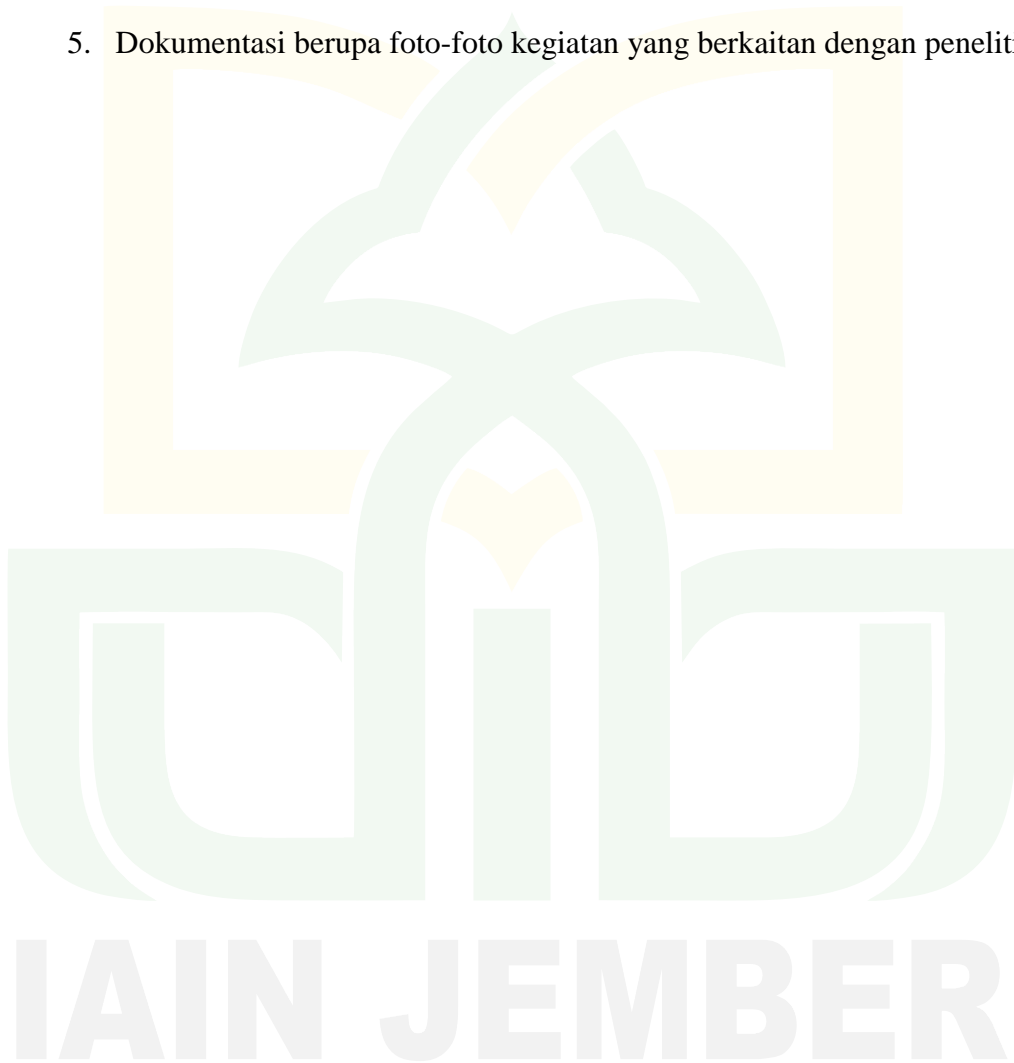 5. Dokumentasi berupa foto-foto kegiatan yang berkaitan dengan
IAIN JEMBER